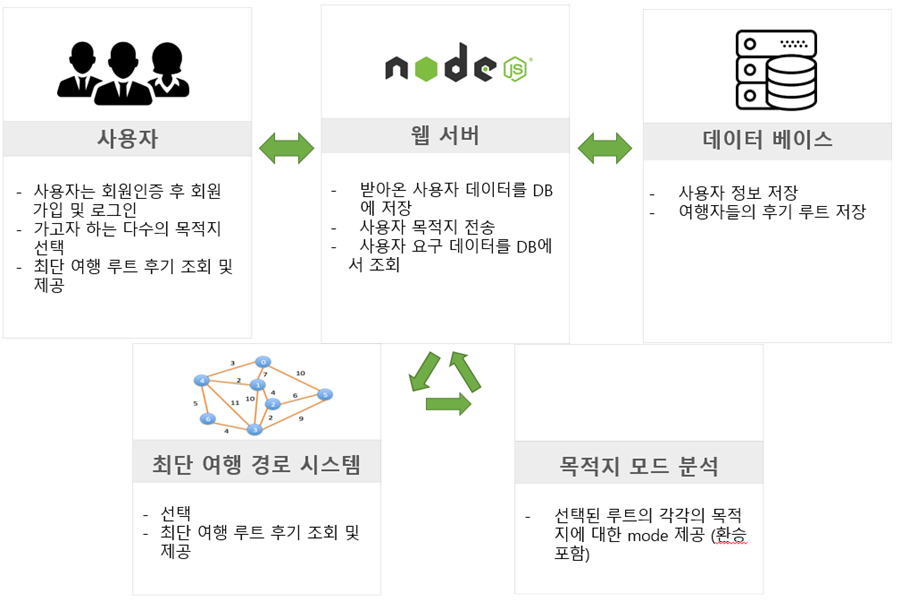 node
JS
사용자
웹 서버
데이터 베이스
- 사용자는 회원인증 후 회원
가입 및 로그인
- 가고자 하는 다수의 목적지
선택
- 최단 여행 루트 후기 조회 및
제공
- 받아온 사용자 데이터를 DB
에 저장
- 사용자 목적지 전송
- 사용자 요구 데이터를 DB에
서 조회
- 사용자 정보 저장
- 여행자들의 후기 루트 저장
3
0
7
10
4
2
1
4
6
5
5
11
10
2
6
2
9
4
3
최단 여행 경로 시스템
- 선택
- 최단 여행 루트 후기 조회 및
제공
목적지 모드 분석
- 선택된 루트의 각각의 목적
지에 대한 mode 제공 (환승
포함)